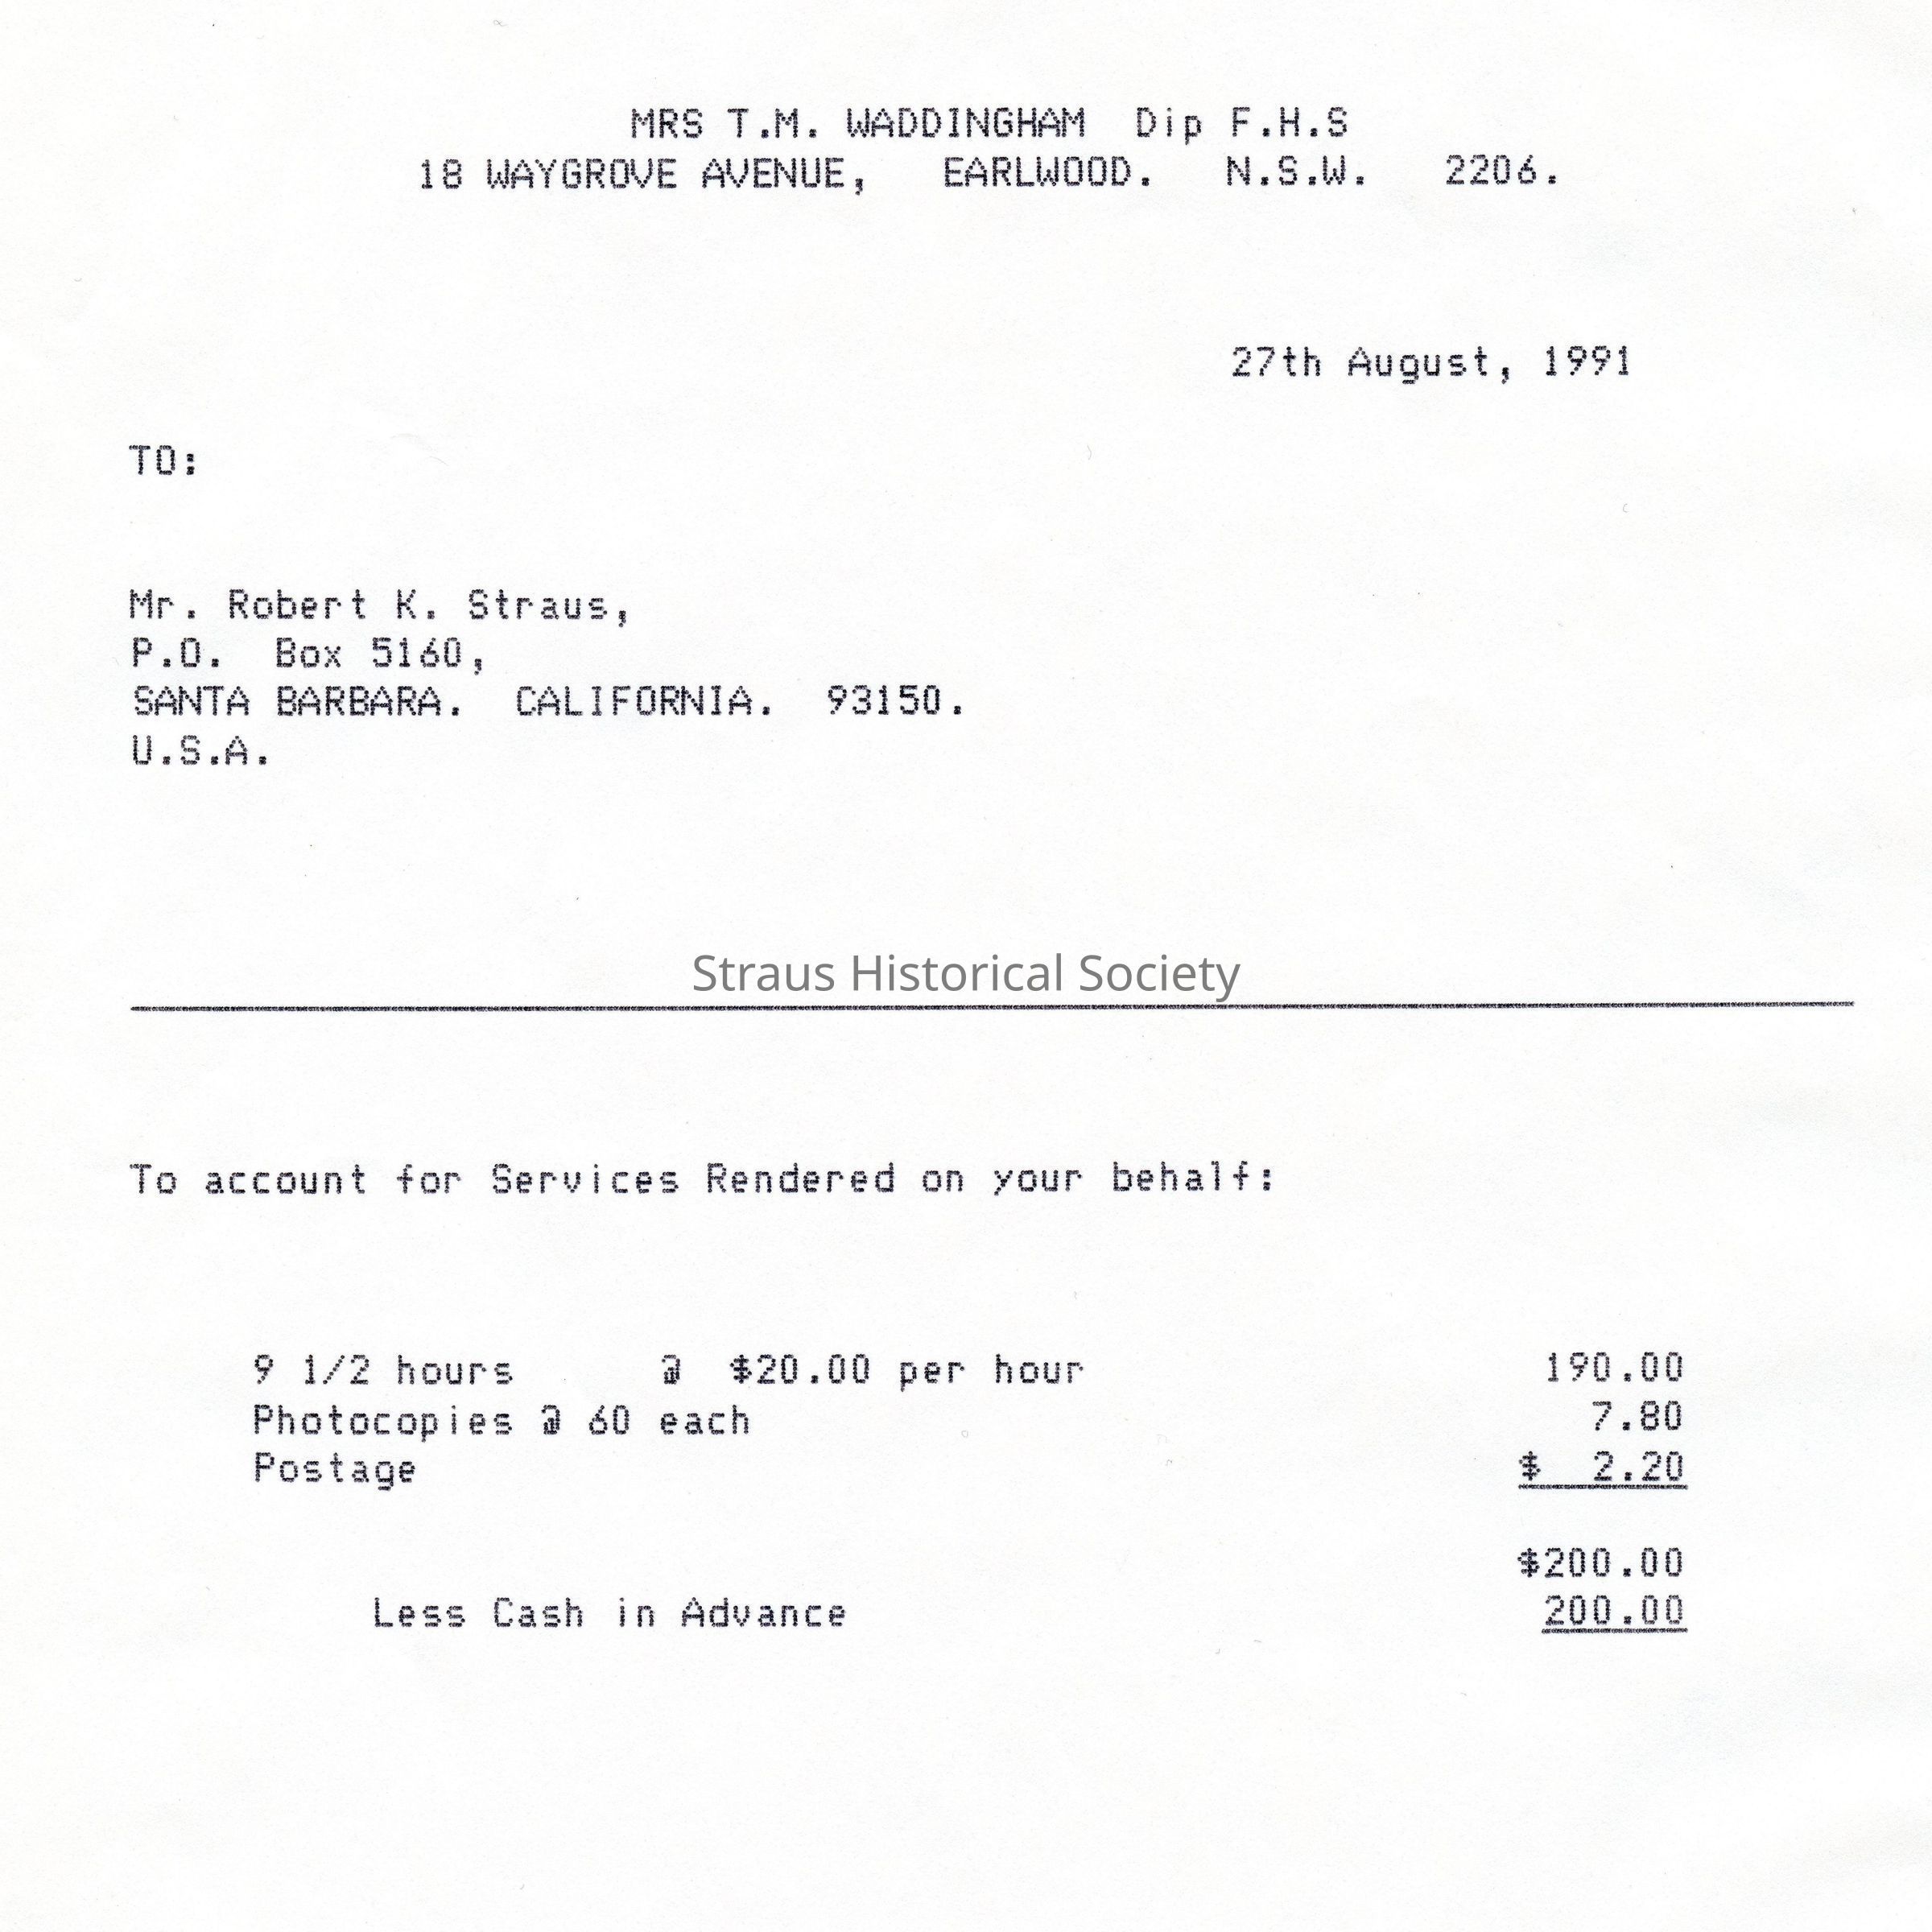 MRS T.M. WADDINGHAM Dip F.H.S
18 WAYGROVE AVENUE, EARLWOOD. N.S.W. 2206.
27th August, 1991
TO:
Mr. Robert K. Straus,
P.O. Box 5160,
SANTA BARBARA. CALIFORNIA. 93150.
U.S.A.
Straus Historical Society
To account for Services Rendered on your behalf:
9 1/2 hours @ $20.00 per hour 190.00
Photocopies @ 60 each 7.80
Postage $ 2.20
$200.00
Less Cash in Advance 200.00